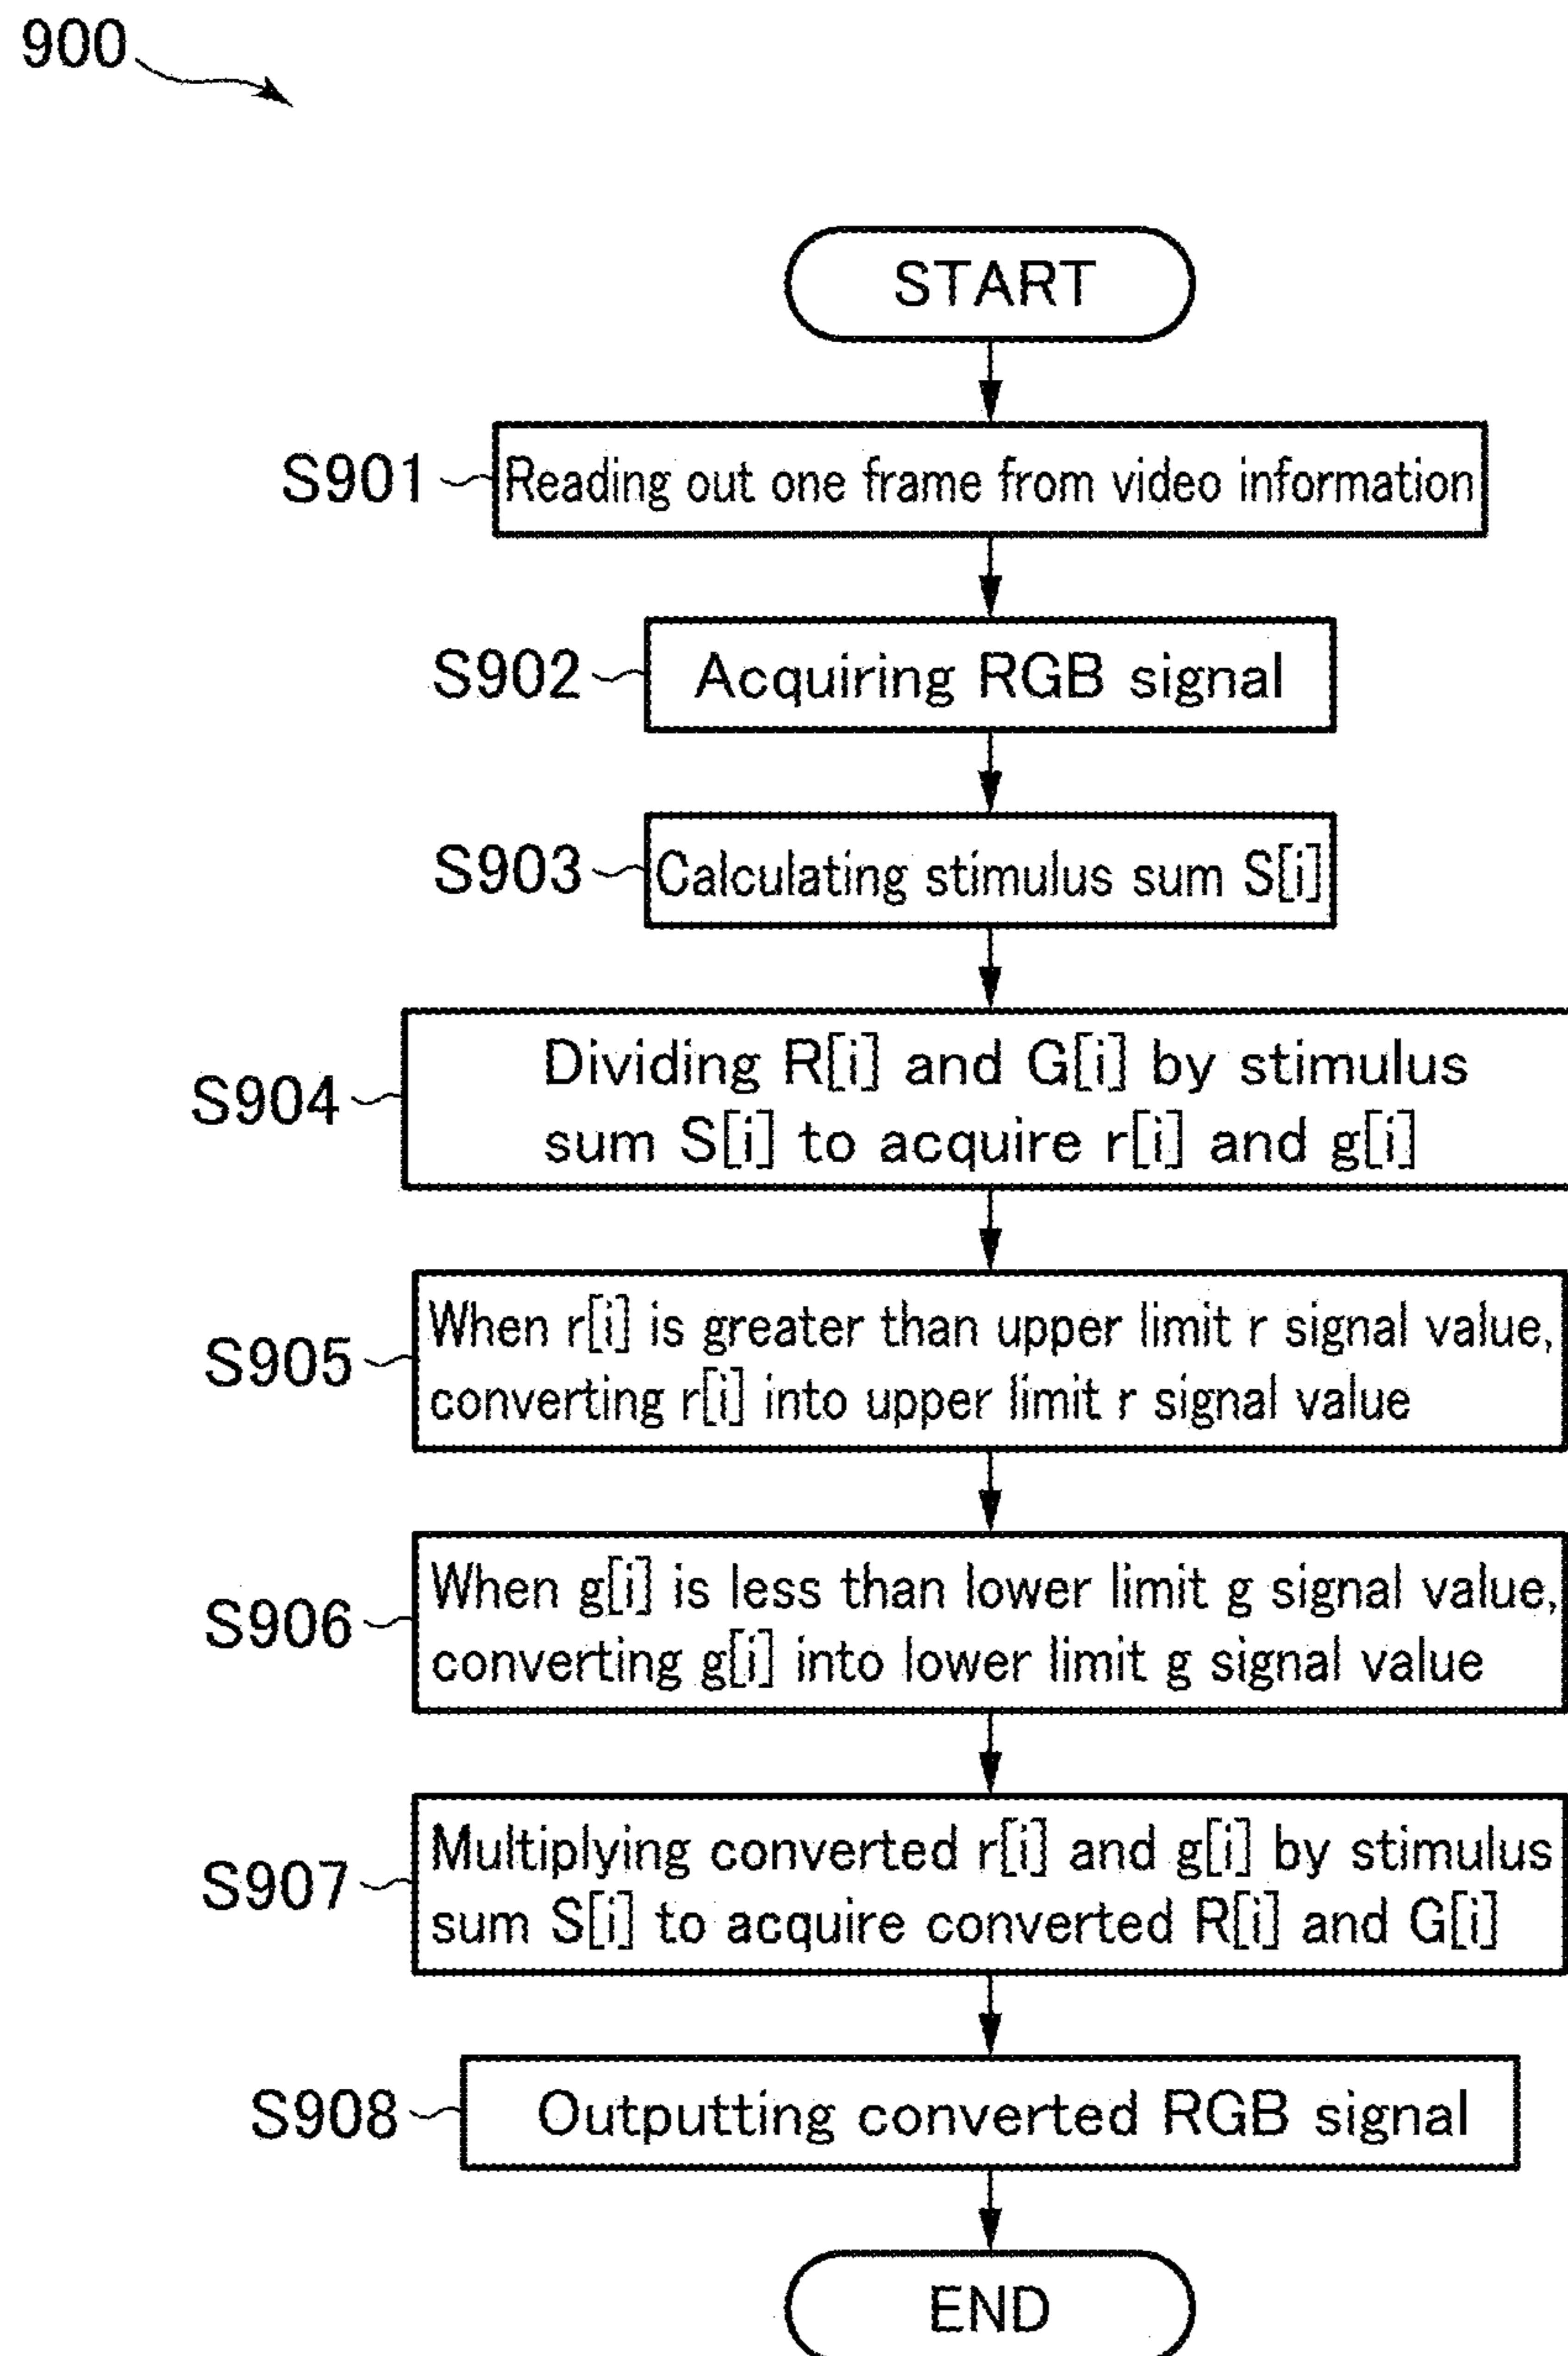 900
START
S901
Reading out one frame from video information
S902
Acquiring RGB signal
S903
Calculating stimulus sum S[i]
S904
Dividing R[i] and G[i] by stimulus
sum S[i] to acquire r[i] and g[i]
S905
When r[i] is greater than upper limit r signal value,
converting r[i] into upper limit r signal value
S906
When g[i] is less than lower limit g signal value,
converting g[i] into lower limit g signal value
S907
Multiplying converted r[i] and g[i] by stimulus
sum S[i] to acquire converted R[i] and G[i]
S908
Outputting converted RGB signal
END